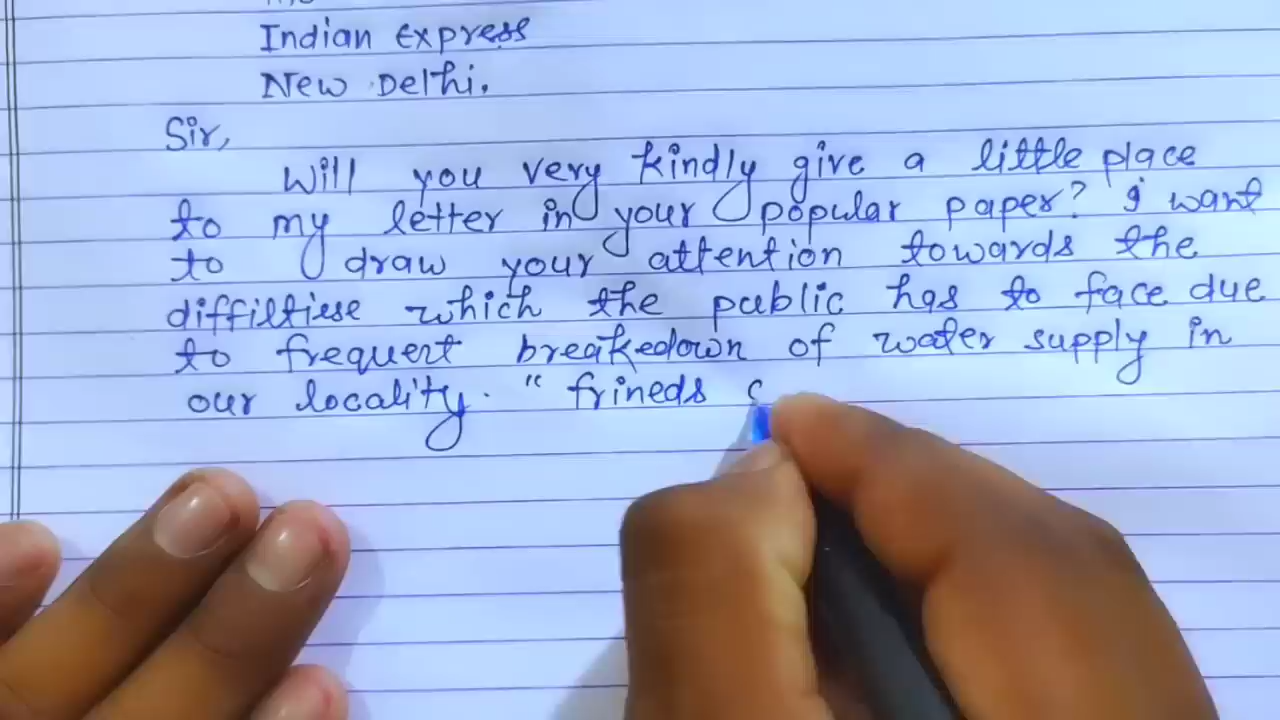 Indian Express
New Delhi.
Sir,
Will you very kindly give a little place
to my letter in your popular paper? I want
to draw your attention towards the
diffiltiese which the public has to face due
to frequert breakedown of water supply in
our locality. " frineds